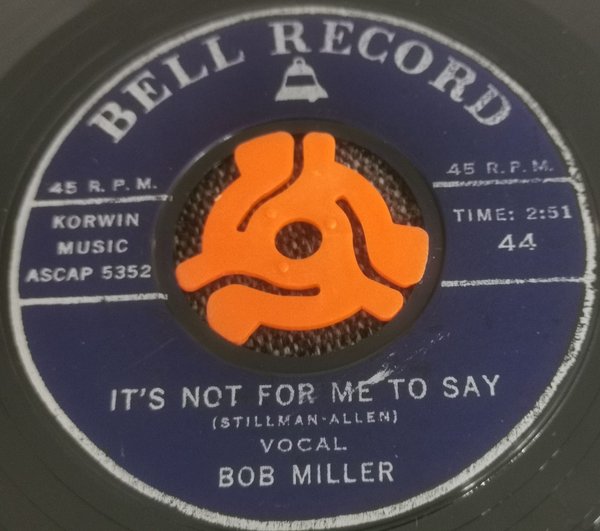 BELL RECORD
45 R.P.M.
45 R.P.M.
KORWIN
MUSIC
ASCAP 5352
TIME: 2:51
44
IT'S NOT FOR ME TO SAY
(STILLMAN-ALLEN)
VOCAL
BOB MILLER